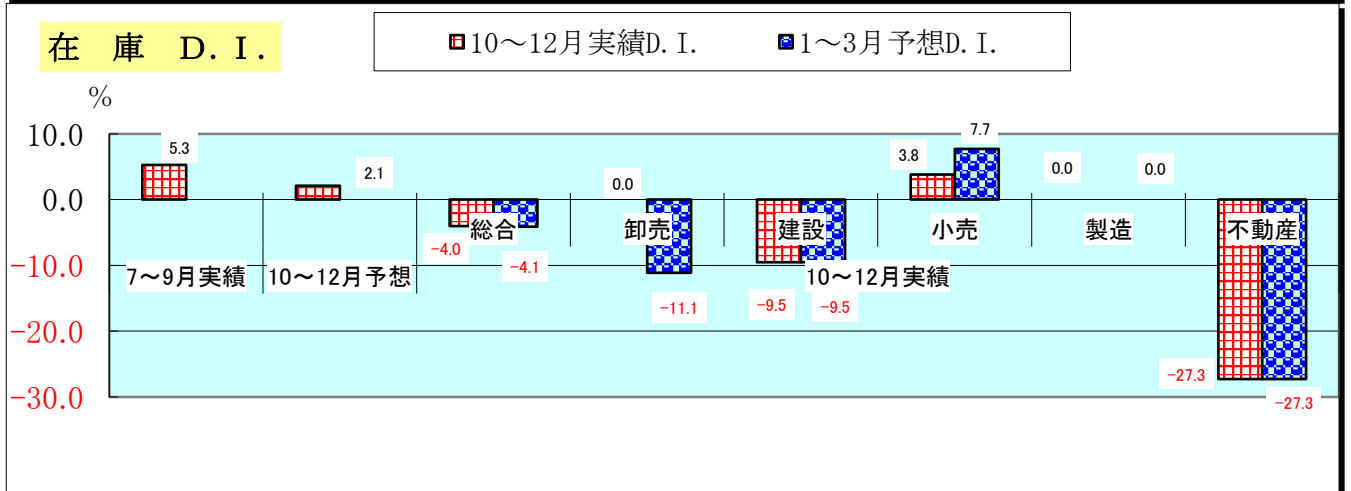 在 庫 D.I.
10～12月実績D.I.
1～3月予想D.I.
%
10.0
0.0
-10.0
-20.0
-30.0
5.3
2.1
-4.0
-4.1
0.0
-11.1
-9.5
-9.5
3.8
7.7
0.0
0.0
-27.3
-27.3
総合
卸売
建設
小売
製造
不動産
7～9月実績
10～12月予想
10～12月実績